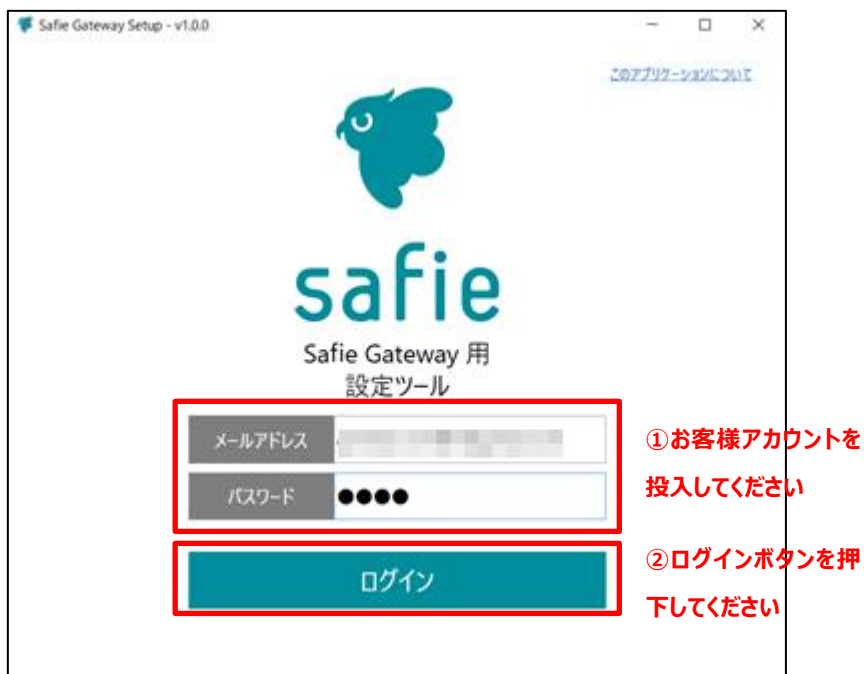 Safie Gateway Setup - v1.0.0
このアプリケーションについて
safie
Safie Gateway 用
設定ツール
メールアドレス
パスワード
●●●●
①お客様アカウントを
投入してください
ログイン
②ログインボタンを押
下してください